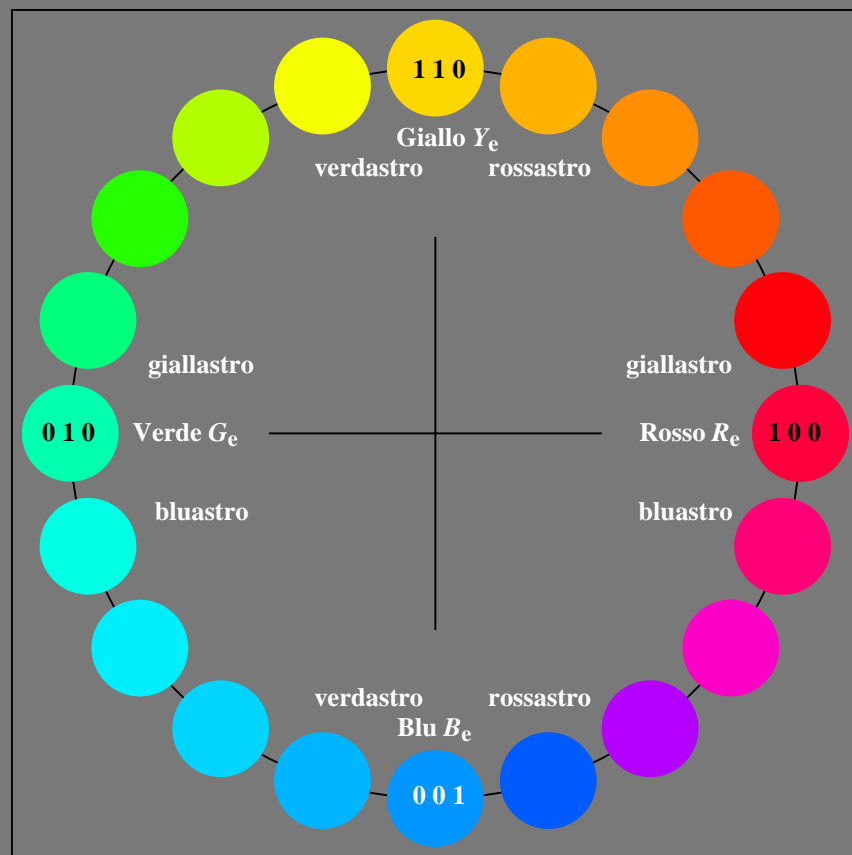 1 1 0
Giallo Ye
verdastro rossastro
giallastro giallastro
0 1 0 Verde Ge Rosso Re 1 0 0
bluastro bluastro
verdastro rossastro
Blu Be
0 0 1